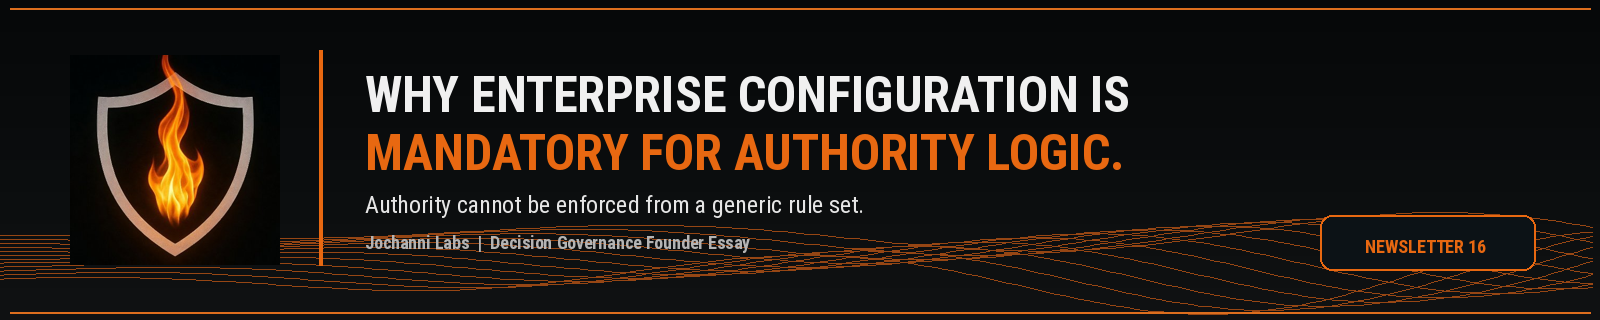 WHY ENTERPRISE CONFIGURATION IS
MANDATORY FOR AUTHORITY LOGIC.
Authority cannot be enforced from a generic rule set.
Jochanni Labs | Decision Governance Founder Essay
NEWSLETTER 16